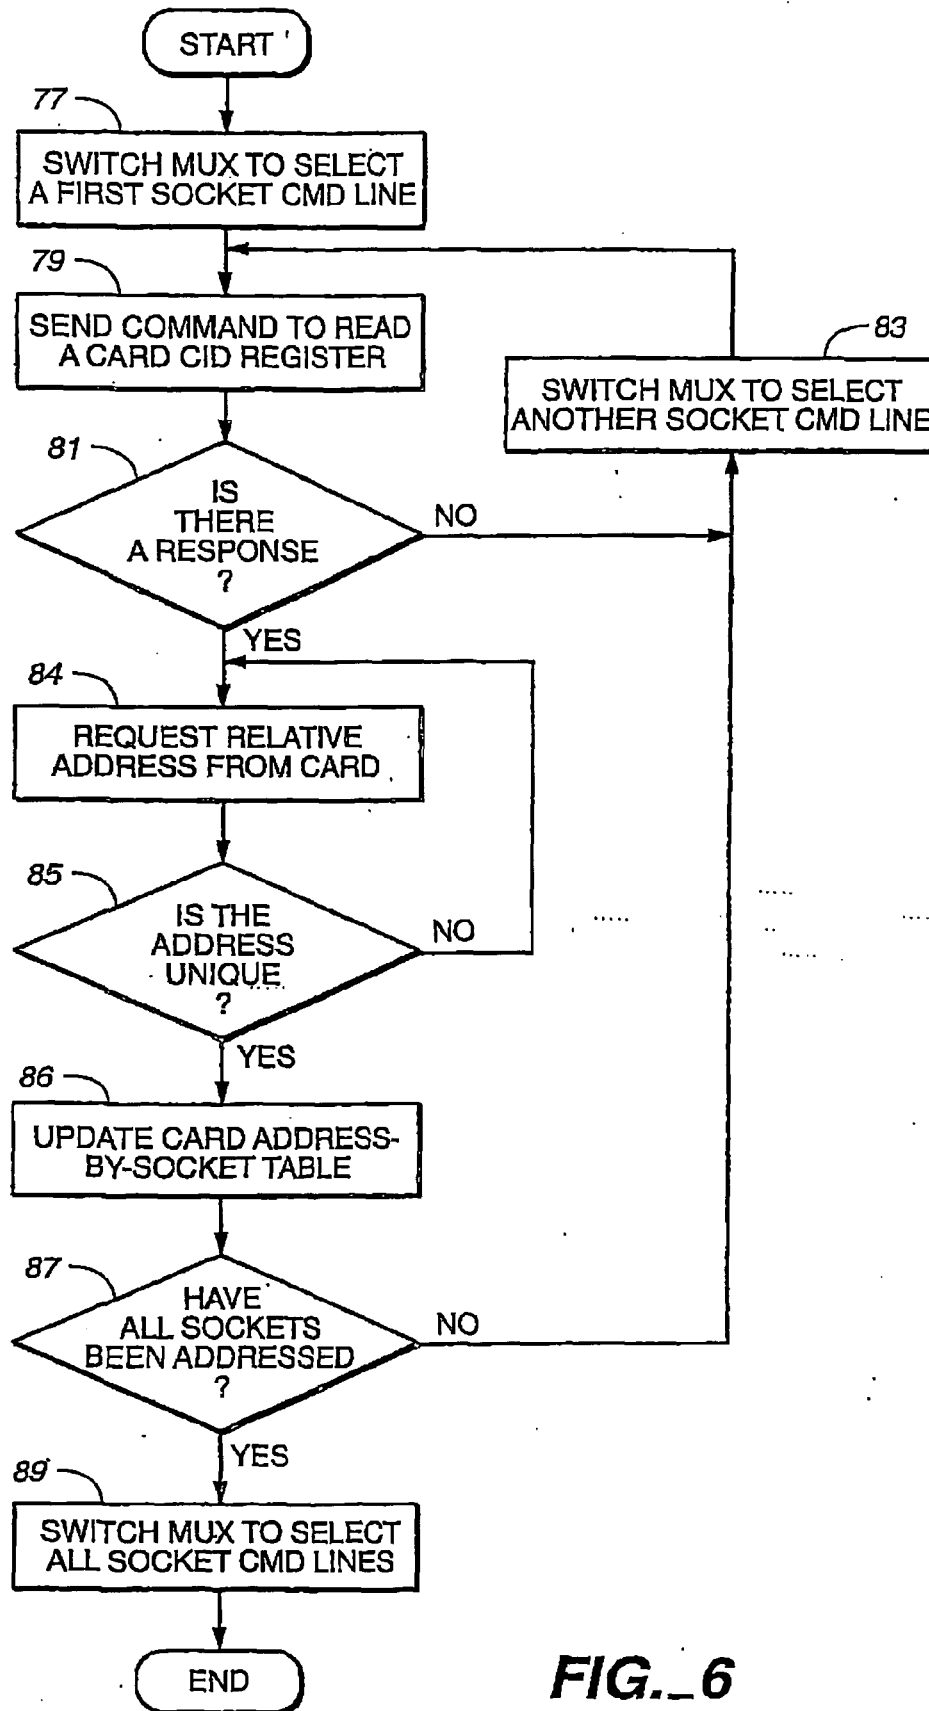 START
77
SWITCH MUX TO SELECT
A FIRST SOCKET CMD LINE
79
SEND COMMAND TO READ
A CARD CID REGISTER
83
SWITCH MUX TO SELECT
ANOTHER SOCKET CMD LINE
81
IS
THERE
A RESPONSE
?
NO
YES
84
REQUEST RELATIVE
ADDRESS FROM CARD
85
IS THE
ADDRESS
UNIQUE
?
NO
YES
86
UPDATE CARD ADDRESS-
BY-SOCKET TABLE
87
HAVE
ALL SOCKETS
BEEN ADDRESSED
?
NO
YES
89
SWITCH MUX TO SELECT
ALL SOCKET CMD LINES
END
FIG._6